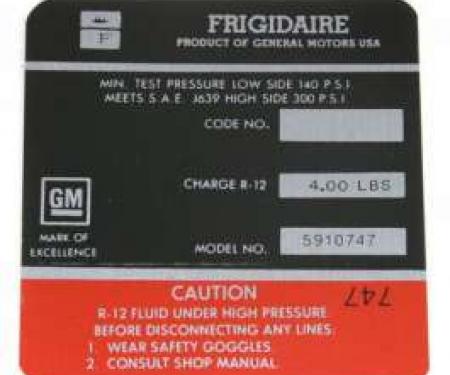 F
FRIGIDAIRE
PRODUCT OF GENERAL MOTORS USA
MIN. TEST PRESSURE LOW SIDE 140 P.S.I
MEETS S.A.E. J639 HIGH SIDE 300 P.S.I
CODE NO.
CHARGE R-12 4.00 LBS
GM
MARK OF
EXCELLENCE
MODEL NO. 5910747
CAUTION
747
R-12 FLUID UNDER HIGH PRESSURE
BEFORE DISCONNECTING ANY LINES:
1. WEAR SAFETY GOGGLES
2. CONSULT SHOP MANUAL